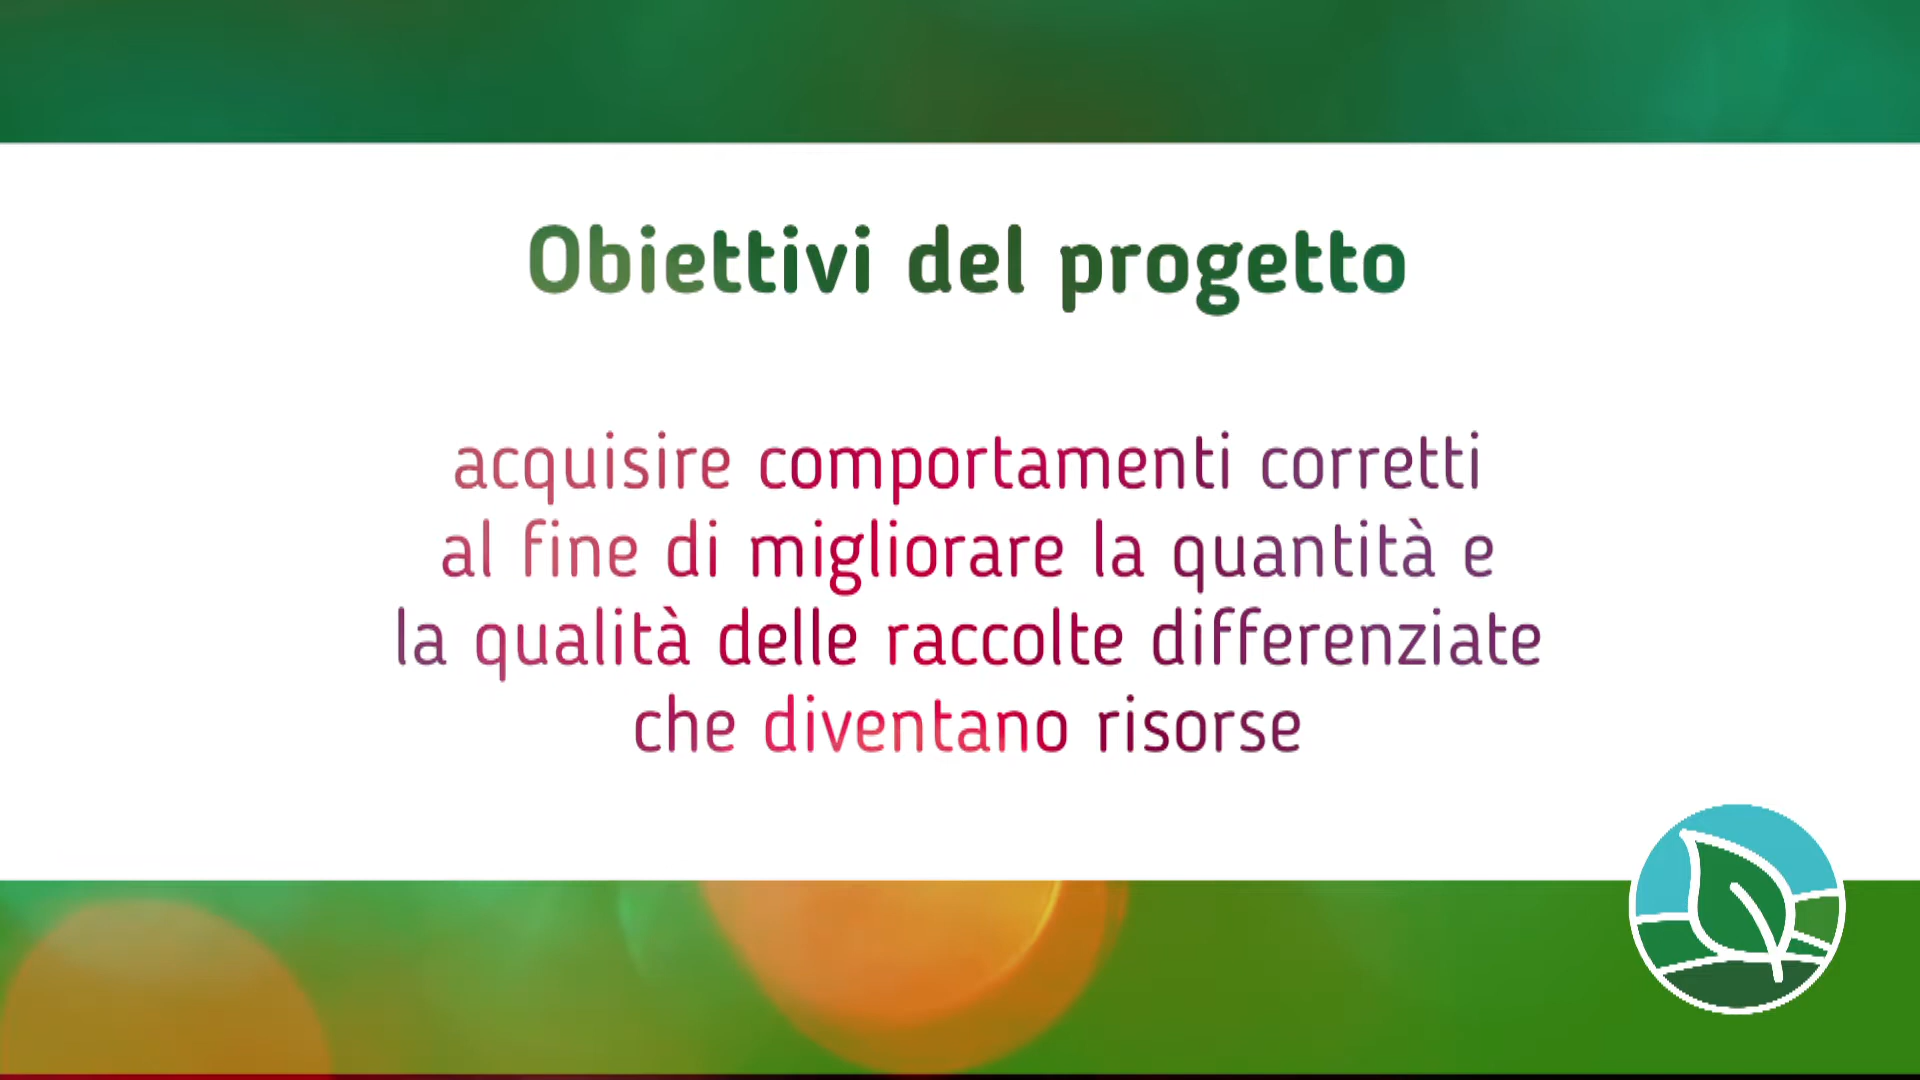 Obiettivi del progetto
acquisire comportamenti corretti
al fine di migliorare la quantità e
la qualità delle raccolte differenziate
che diventano risorse